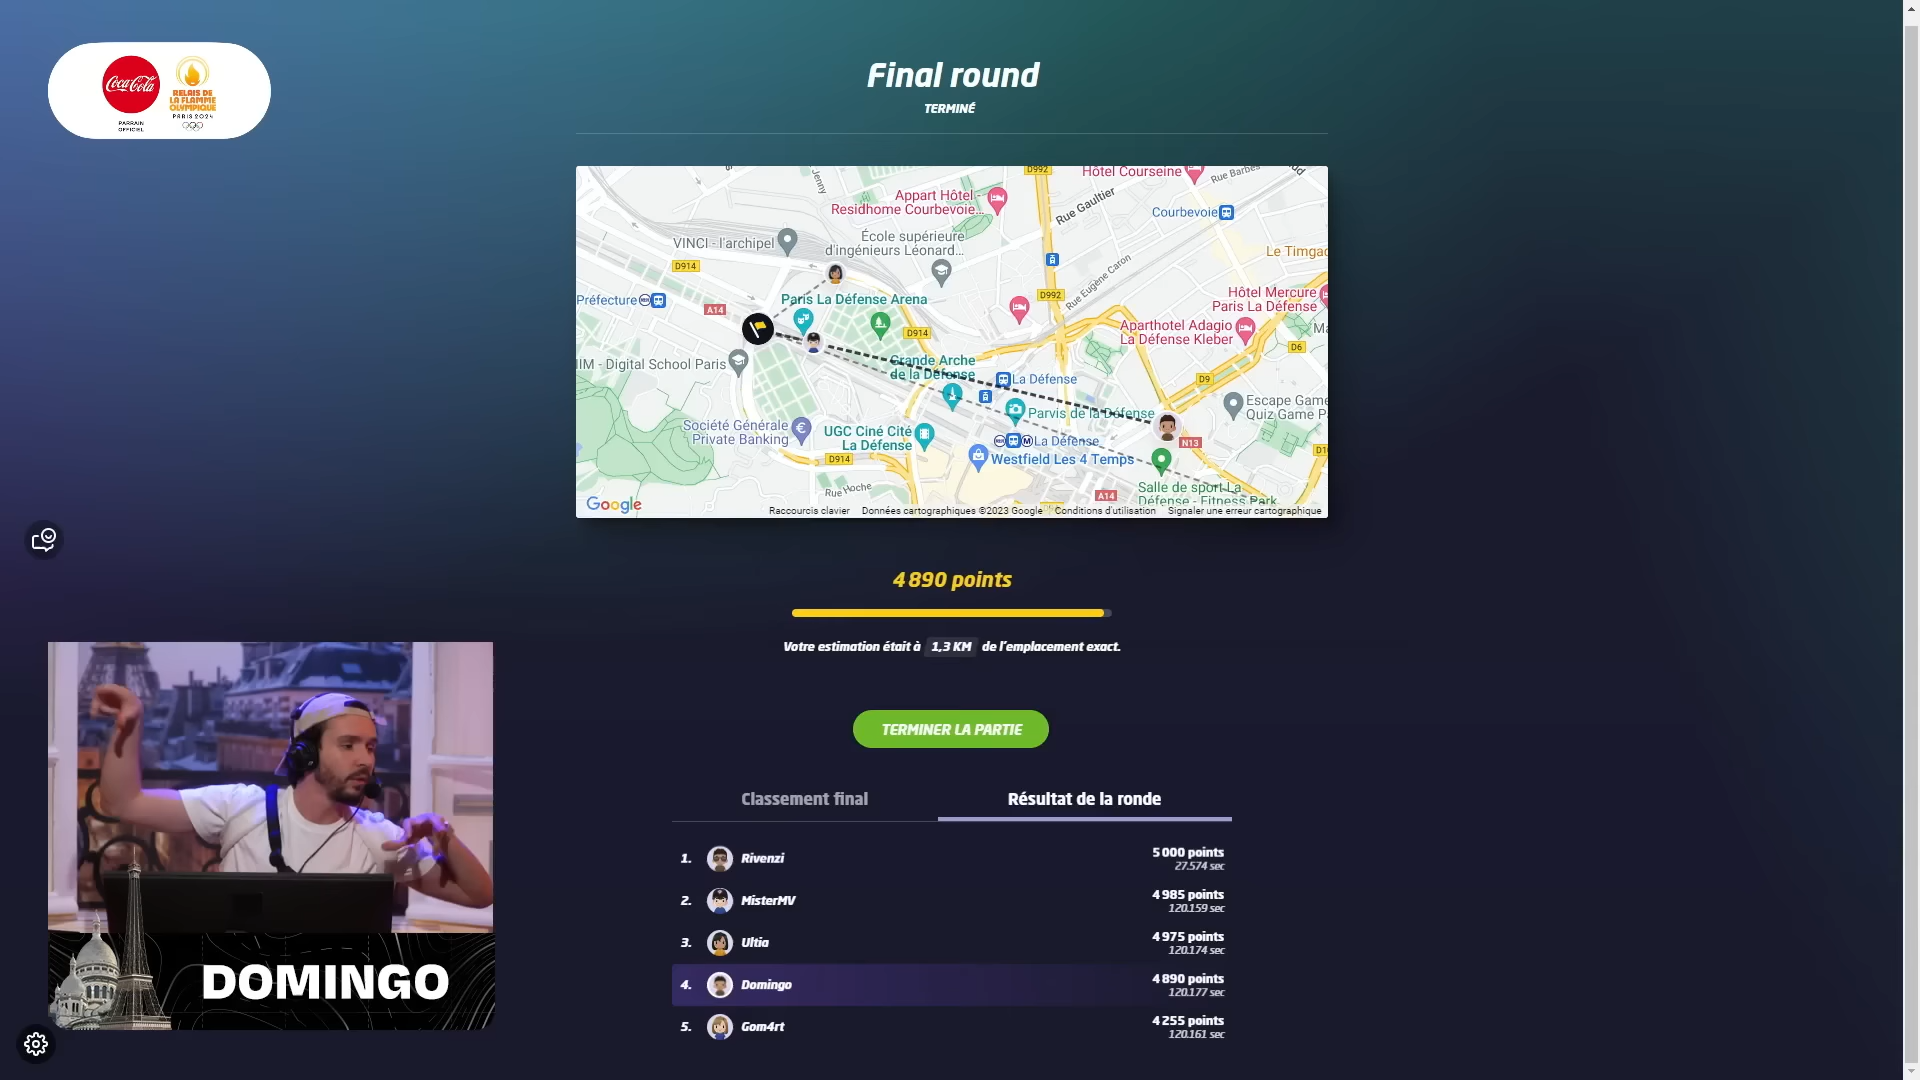 Coca-Cola
PARRAIN
OFFICIEL
RELAIS DE
LA FLAMME
OLYMPIQUE
PARIS 2024
Final round
TERMINÉ
D992
Hôtel Courseine
Rue Barbès
Jenny
Appart Hôtel
Residhome Courbevoie...
Rue Gaultier
Courbevoie
VINCI - l'archipel
École supérieure
d'ingénieurs Léonard...
Le Timgad
D914
Rue Eugène Caron
Préfecture
A14
Paris La Défense Arena
D992
Hôtel Mercure
Paris La Défense
D914
Aparthotel Adagio
La Défense Kleber
D6
IIM - Digital School Paris
Grande Arche
de la Défense
La Défense
D9
Escape Game
Quiz Game P
Société Générale
Private Banking
UGC Ciné Cité
La Défense
Parvis de la Défense
La Défense
N13
D914
Westfield Les 4 Temps
Rue Hoche
A14
Salle de sport La
Défense - Fitness Park
Google
Raccourcis clavier
Données cartographiques ©2023 Google
Conditions d'utilisation
Signaler une erreur cartographique
4 890 points
Votre estimation était à 1,3 KM de l'emplacement exact.
TERMINER LA PARTIE
Classement final
Résultat de la ronde
1. Rivenzi 5 000 points
27.574 sec
2. MisterMV 4 985 points
120.159 sec
3. Ultia 4 975 points
120.174 sec
4. Domingo 4 890 points
120.177 sec
5. Gom4rt 4 255 points
120.161 sec
DOMINGO